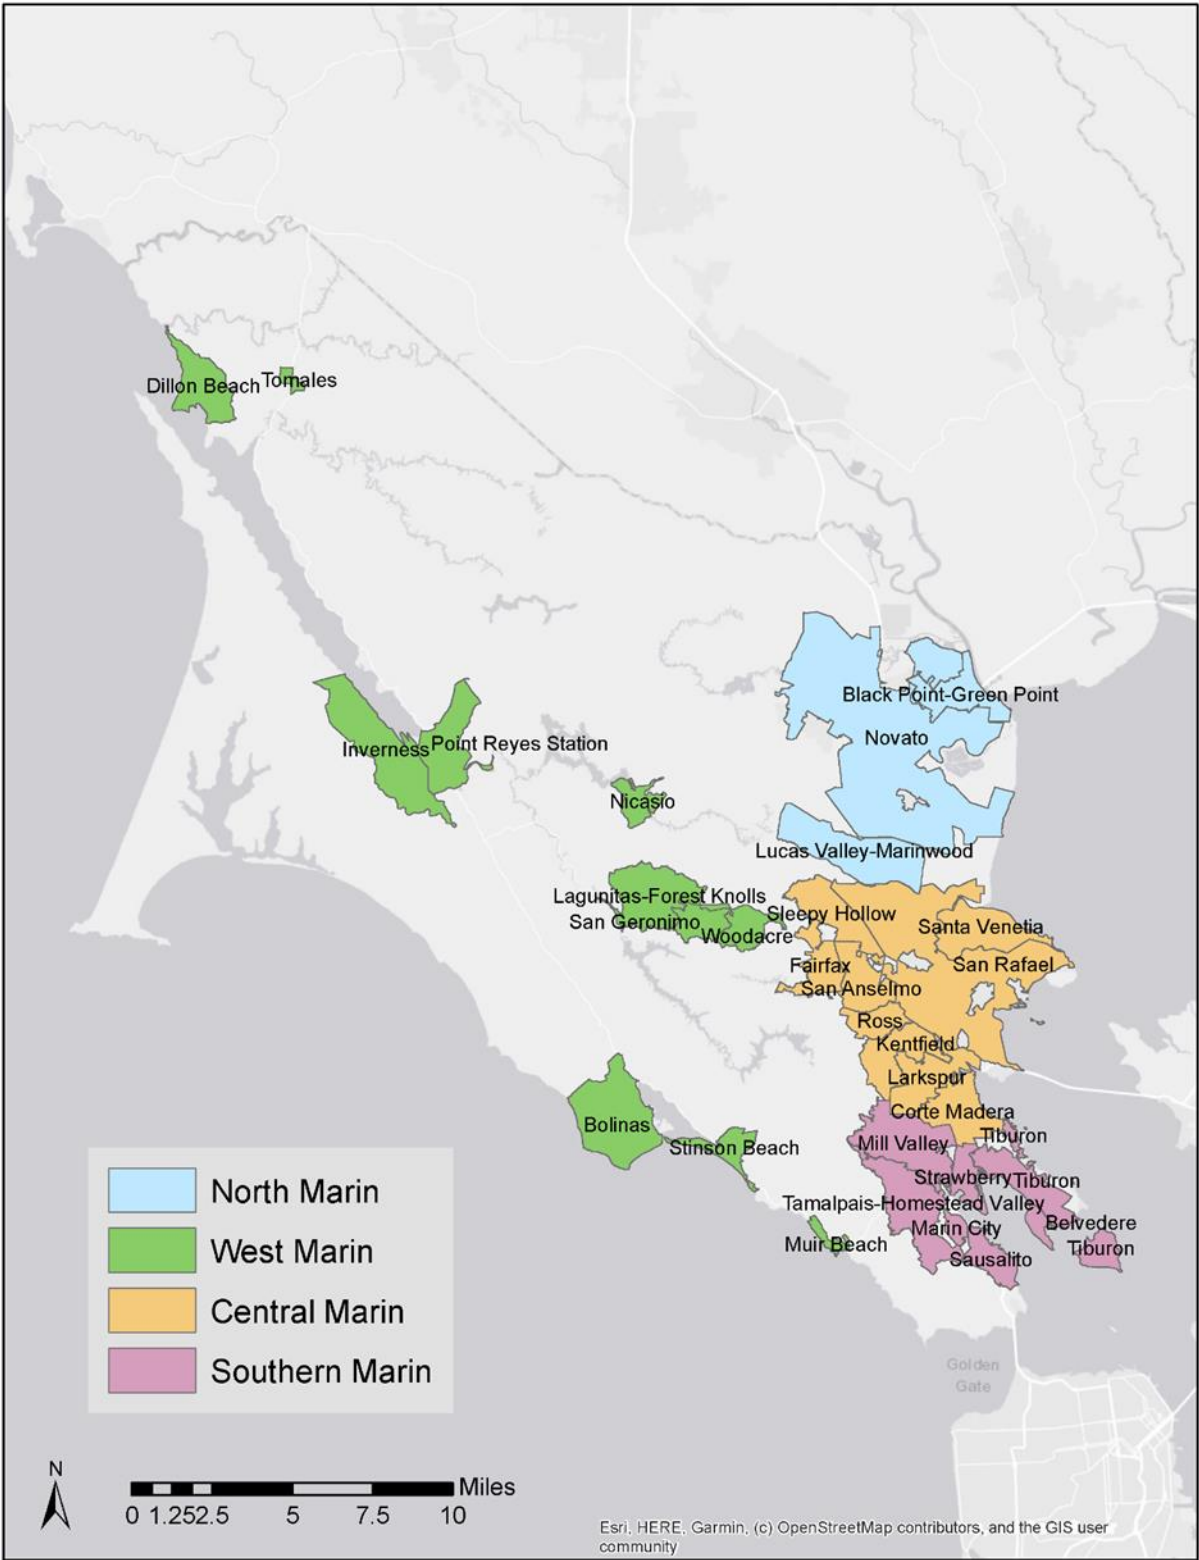 Dillon Beach
Tomales
Black Point-Green Point
Novato
Inverness
Point Reyes Station
Nicasio
Lucas Valley-Marinwood
Lagunitas-Forest Knolls
San Geronimo
Woodacre
Sleepy Hollow
Santa Venetia
Fairfax
San Rafael
San Anselmo
Ross
Kentfield
Larkspur
Corte Madera
Bolinas
Stinson Beach
Mill Valley
Tiburon
Strawberry
Tiburon
Tamalpais-Homestead Valley
Marin City
Belvedere
Muir Beach
Sausalito
Tiburon
North Marin
West Marin
Central Marin
Southern Marin
Golden
Gate
N
Miles
0 1.25 2.5 5 7.5 10
Esri, HERE, Garmin, (c) OpenStreetMap contributors, and the GIS user
community